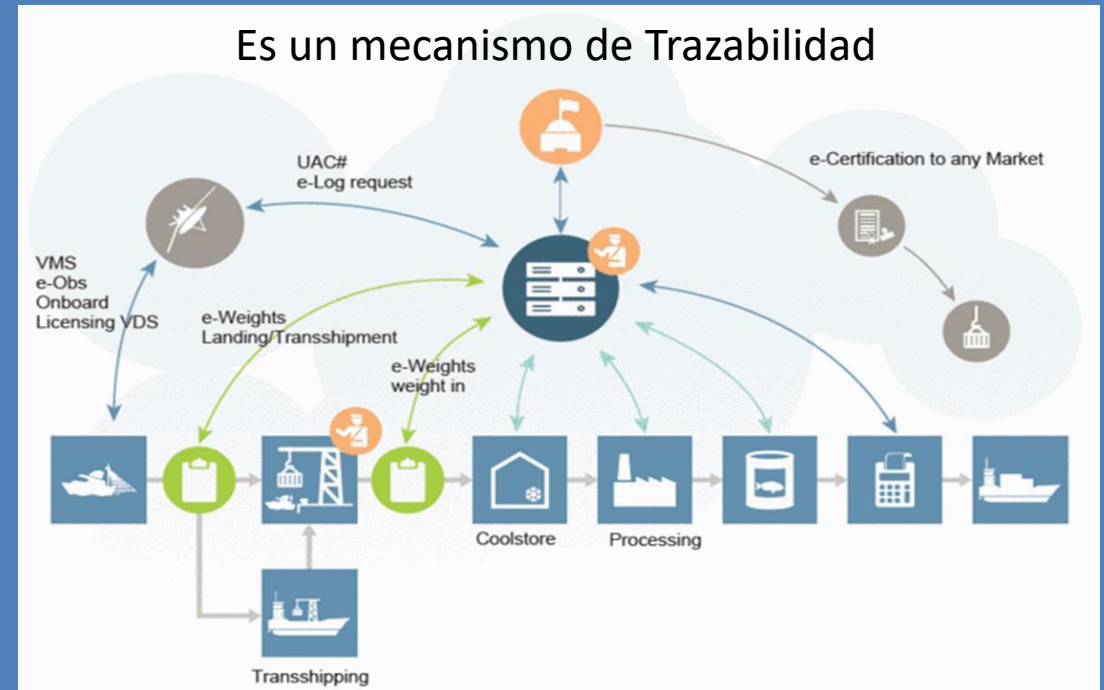 Es un mecanismo de Trazabilidad
UAC#
e-Log request
e-Certification to any Market
VMS
e-Obs
Onboard
Licensing VDS
e-Weights
Landing/Transshipment
e-Weights
weight in
Coolstore
Processing
Transshipping